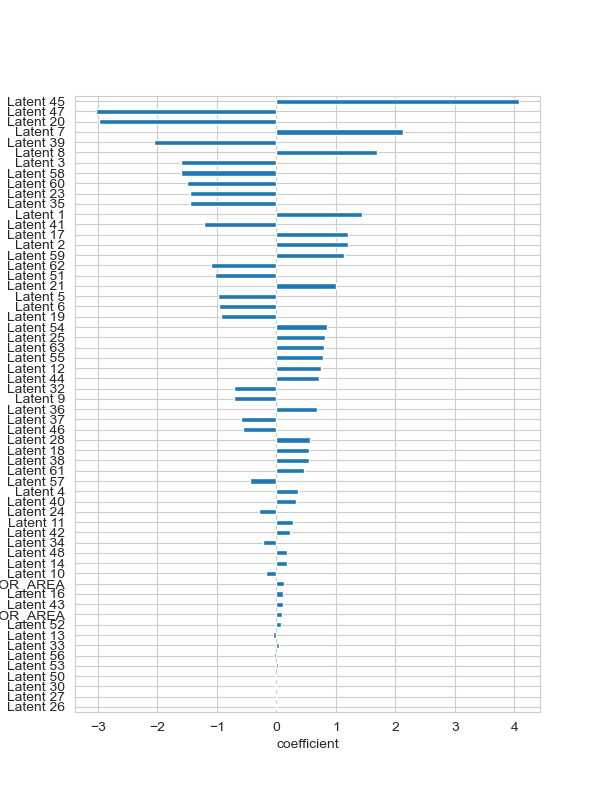 Latent 45
Latent 47
Latent 20
Latent 7
Latent 39
Latent 8
Latent 3
Latent 58
Latent 60
Latent 23
Latent 35
Latent 1
Latent 41
Latent 17
Latent 2
Latent 59
Latent 62
Latent 51
Latent 21
Latent 5
Latent 6
Latent 19
Latent 54
Latent 25
Latent 63
Latent 55
Latent 12
Latent 44
Latent 32
Latent 9
Latent 36
Latent 37
Latent 46
Latent 28
Latent 18
Latent 38
Latent 61
Latent 57
Latent 4
Latent 40
Latent 24
Latent 11
Latent 42
Latent 34
Latent 48
Latent 14
Latent 10
OR_AREA
Latent 16
Latent 43
OR_AREA
Latent 52
Latent 13
Latent 33
Latent 56
Latent 53
Latent 50
Latent 30
Latent 27
Latent 26
−3 −2 −1 0 1 2 3 4
coefficient